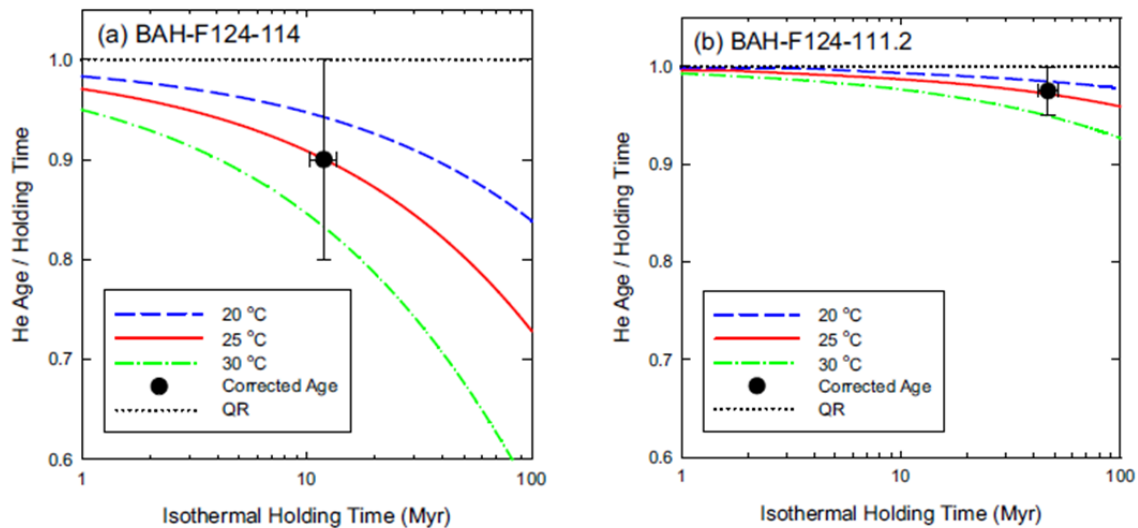 (a) BAH-F124-114
He Age / Holding Time
1.0
0.9
0.8
0.7
0.6
20 °C
25 °C
30 °C
Corrected Age
QR
1
10
100
Isothermal Holding Time (Myr)
(b) BAH-F124-111.2
He Age / Holding Time
1.0
0.9
0.8
0.7
0.6
20 °C
25 °C
30 °C
Corrected Age
QR
1
10
100
Isothermal Holding Time (Myr)